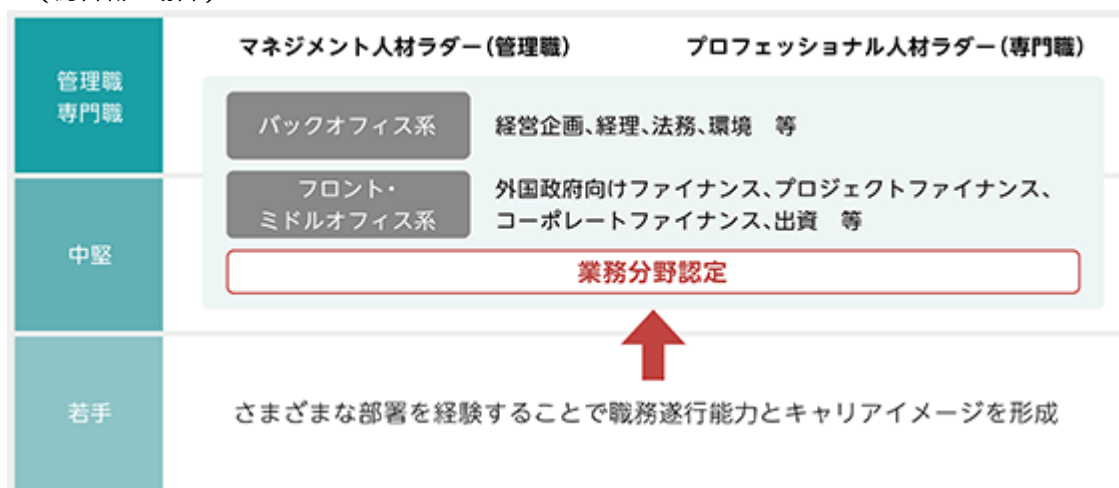 マネジメント人材ラダー(管理職)
プロフェッショナル人材ラダー(専門職)
管理職
専門職
バックオフィス系
経営企画、経理、法務、環境 等
フロント・
ミドルオフィス系
外国政府向けファイナンス、プロジェクトファイナンス、
コーポレートファイナンス、出資 等
中堅
業務分野認定
若手
さまざまな部署を経験することで職務遂行能力とキャリアイメージを形成